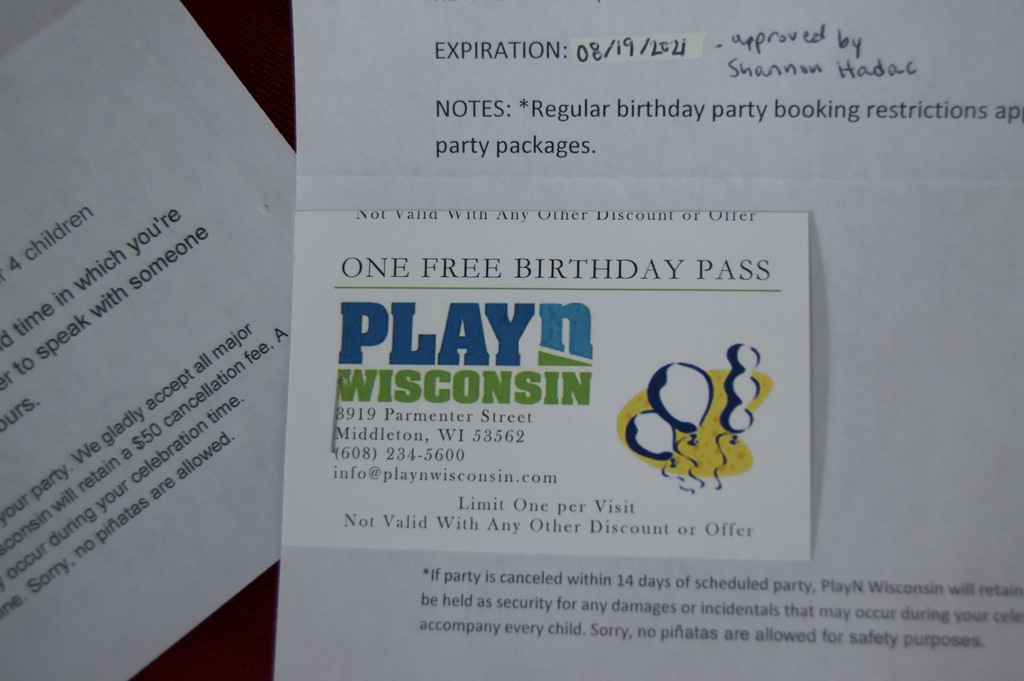 EXPIRATION: 08/19/2021 - approved by
Shannon Hadac
NOTES: *Regular birthday party booking restrictions
party packages.
4 children
time in which you're
to speak with someone
your party. We gladly accept all major
will retain a $50 cancellation fee. A
occur during your celebration time.
Sorry, no piñatas are allowed.
Not Valid With Any Other Discount or Offer
ONE FREE BIRTHDAY PASS
PLAYn
WISCONSIN
3919 Parmenter Street
Middleton, WI 53562
(608) 234-5600
info@playnwisconsin.com
Limit One per Visit
Not Valid With Any Other Discount or Offer
*If party is canceled within 14 days of scheduled party, PlayN Wisconsin will retain
be held as security for any damages or incidentals that may occur during your
accompany every child. Sorry, no piñatas are allowed for safety purposes.